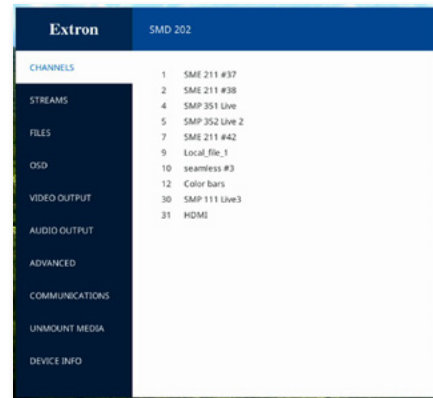 Extron
SMD 202
CHANNELS
STREAMS
FILES
OSD
VIDEO OUTPUT
AUDIO OUTPUT
ADVANCED
COMMUNICATIONS
UNMOUNT MEDIA
DEVICE INFO
1 SME 211 #37
2 SME 211 #38
4 SMP 351 Live
5 SMP 352 Live 2
7 SME 211 #42
9 Local_file_1
10 seamless #3
12 Color bars
30 SMP 111 Live3
31 HDMI